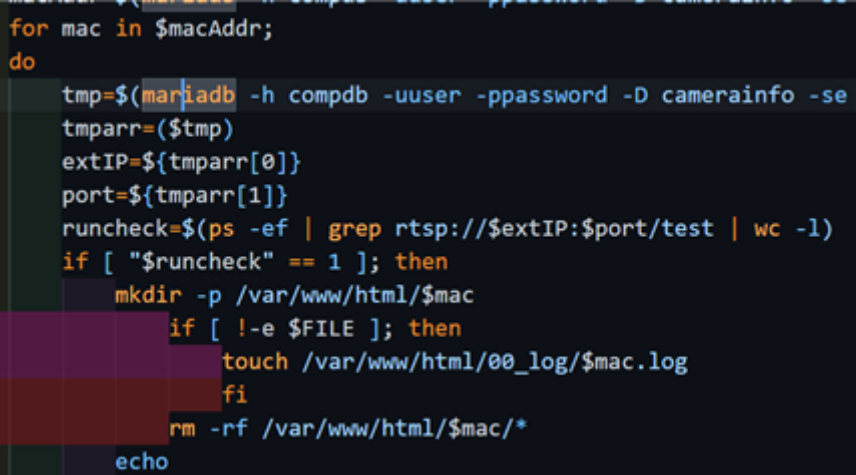 for mac in $macAddr;
do
tmp=$(mariadb -h compdb -uuser -ppassword -D camerainfo -se
tmparr=($tmp)
extIP=${tmparr[0]}
port=${tmparr[1]}
runcheck=$(ps -ef | grep rtsp://$extIP:$port/test | wc -l)
if [ "$runcheck" == 1 ]; then
mkdir -p /var/www/html/$mac
if [ !-e $FILE ]; then
touch /var/www/html/00_log/$mac.log
fi
rm -rf /var/www/html/$mac/*
echo